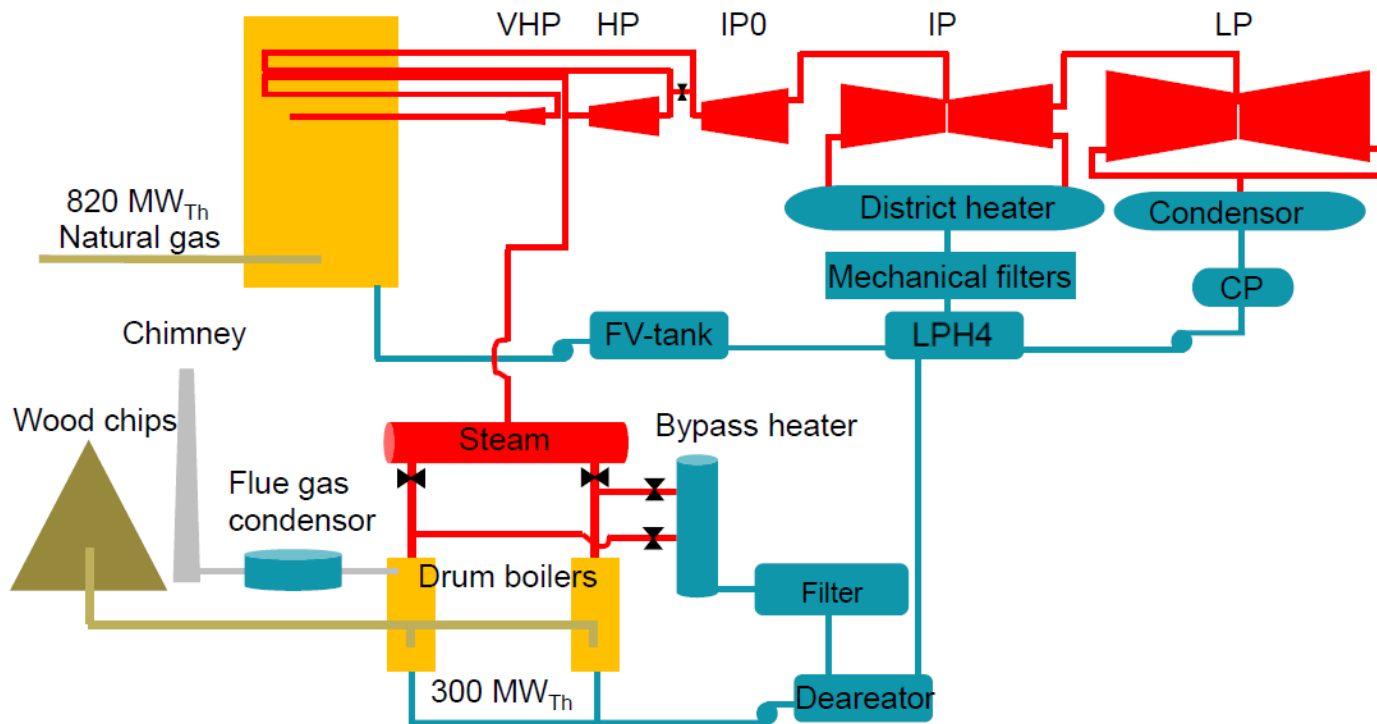 VHP HP IP0 IP LP
820 MWTh
Natural gas
District heater
Condensor
Mechanical filters
CP
Chimney
FV-tank
LPH4
Wood chips
Steam
Bypass heater
Flue gas
condensor
Drum boilers
Filter
300 MWTh
Deareator